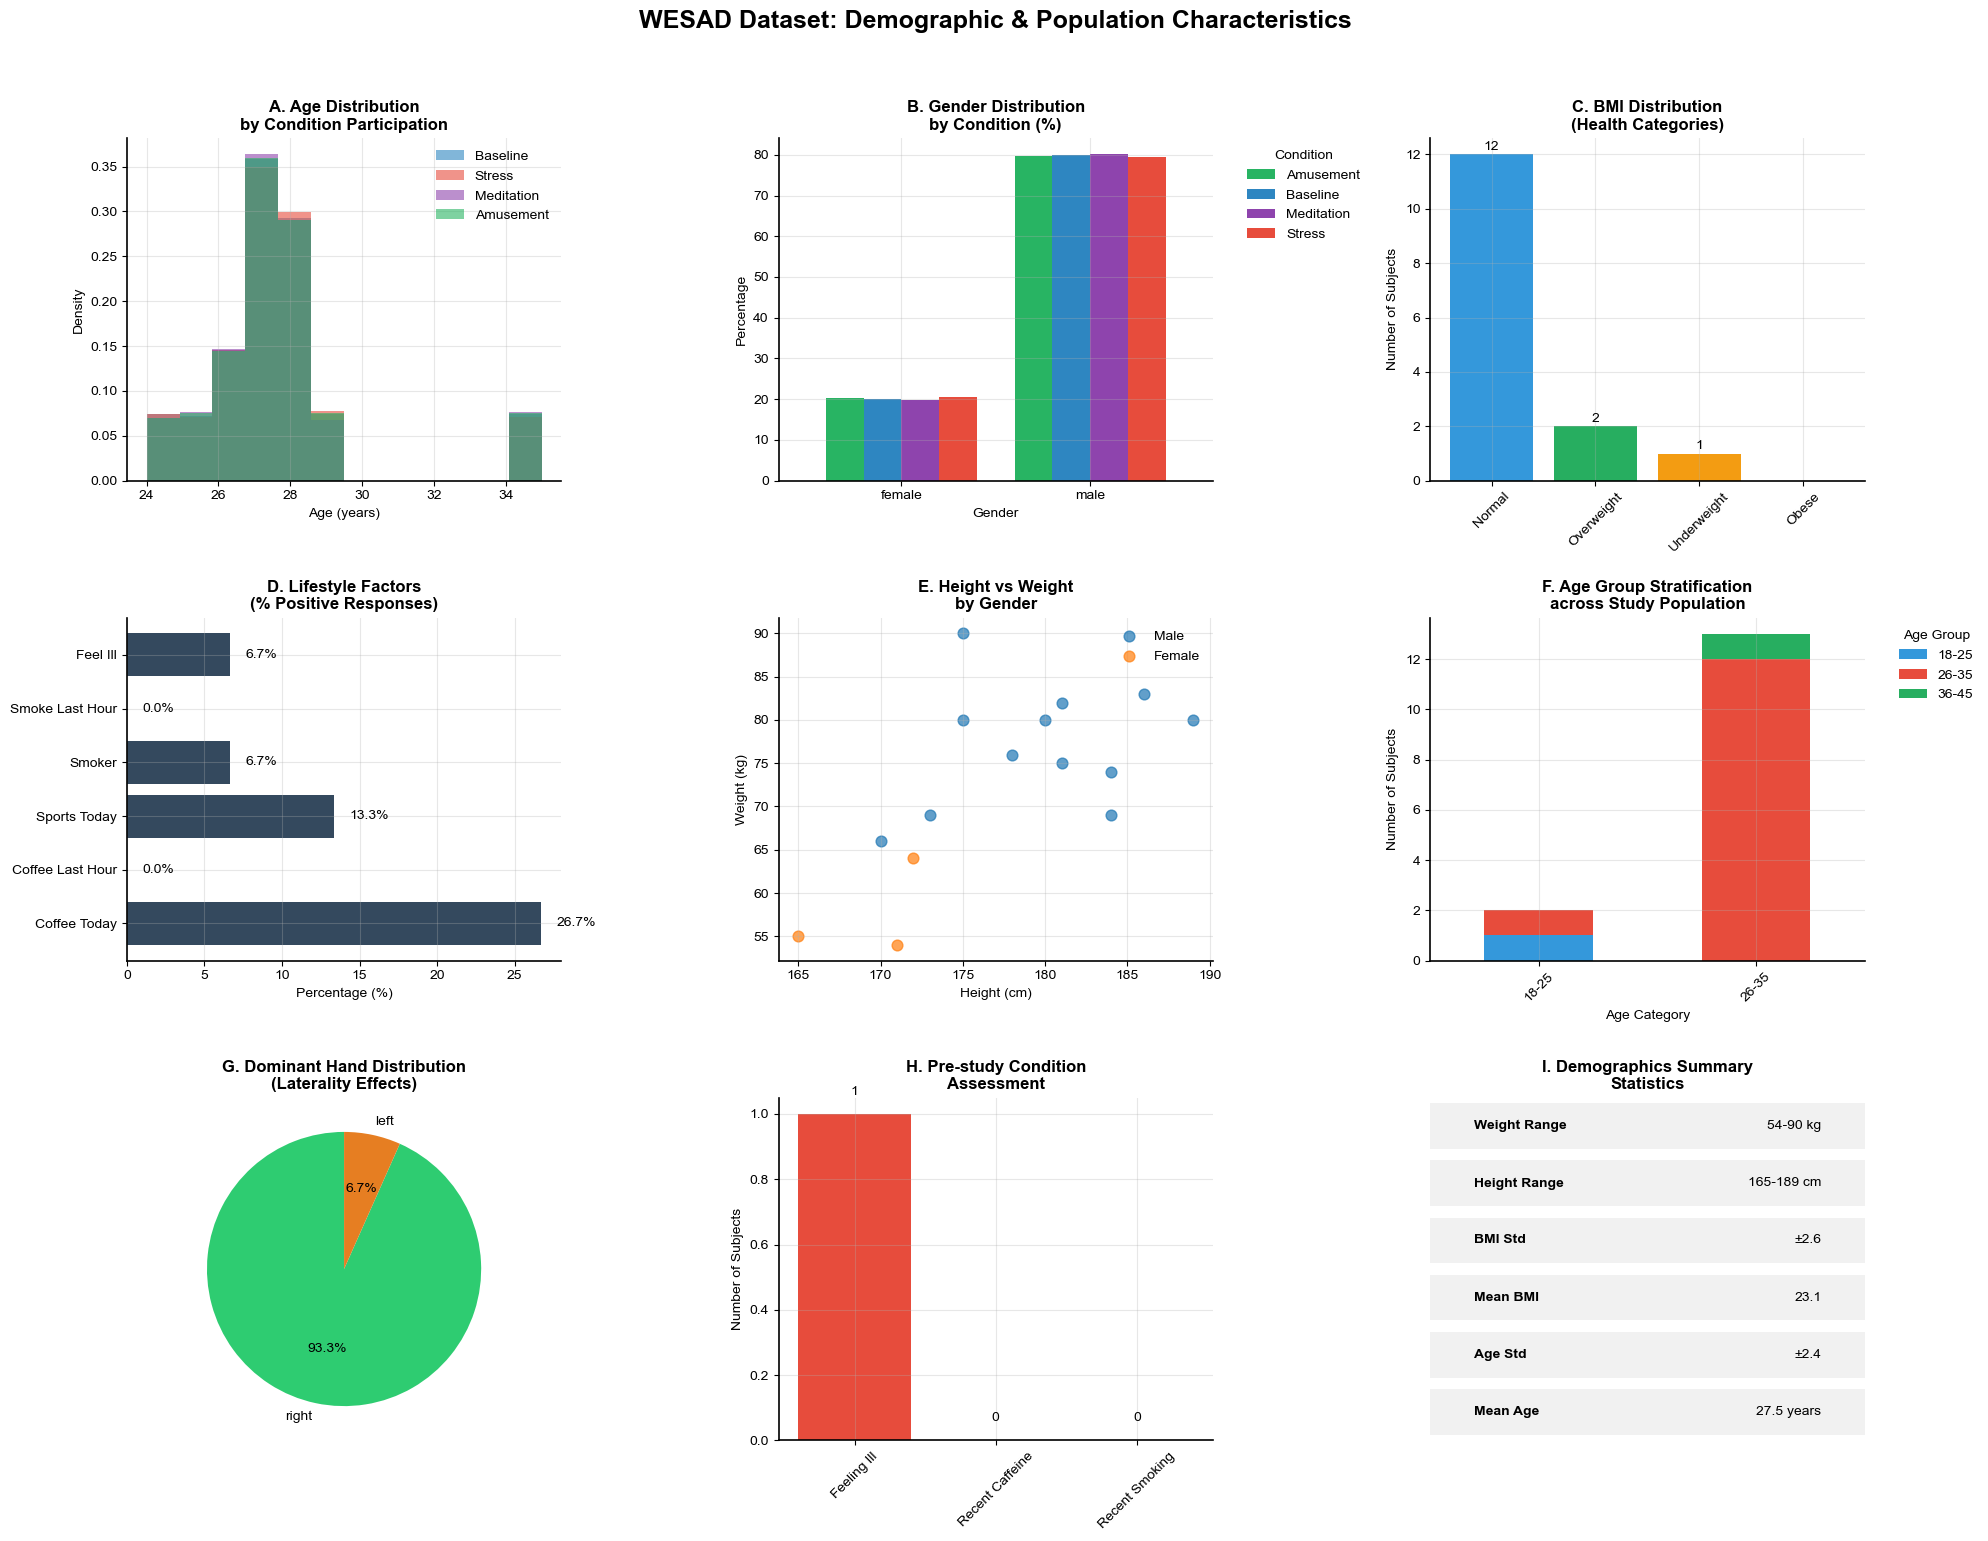 WESAD Dataset: Demographic & Population Characteristics
A. Age Distribution
by Condition Participation
Density
0.35
0.30
0.25
0.20
0.15
0.10
0.05
0.00
24 26 28 30 32 34
Age (years)
Baseline
Stress
Meditation
Amusement
B. Gender Distribution
by Condition (%)
Percentage
80
70
60
50
40
30
20
10
0
female male
Gender
Condition
Amusement
Baseline
Meditation
Stress
C. BMI Distribution
(Health Categories)
Number of Subjects
12
10
8
6
4
2
0
12
2
1
Normal
Overweight
Underweight
Obese
D. Lifestyle Factors
(% Positive Responses)
Feel Ill 6.7%
Smoke Last Hour 0.0%
Smoker 6.7%
Sports Today 13.3%
Coffee Last Hour 0.0%
Coffee Today 26.7%
0 5 10 15 20 25
Percentage (%)
E. Height vs Weight
by Gender
Weight (kg)
90
85
80
75
70
65
60
55
165 170 175 180 185 190
Height (cm)
Male
Female
F. Age Group Stratification
across Study Population
Number of Subjects
12
10
8
6
4
2
0
18-25
26-35
Age Category
Age Group
18-25
26-35
36-45
G. Dominant Hand Distribution
(Laterality Effects)
left
6.7%
93.3%
right
H. Pre-study Condition
Assessment
Number of Subjects
1.0
0.8
0.6
0.4
0.2
0.0
1
0
0
Feeling Ill
Recent Caffeine
Recent Smoking
I. Demographics Summary
Statistics
Weight Range 54-90 kg
Height Range 165-189 cm
BMI Std ±2.6
Mean BMI 23.1
Age Std ±2.4
Mean Age 27.5 years